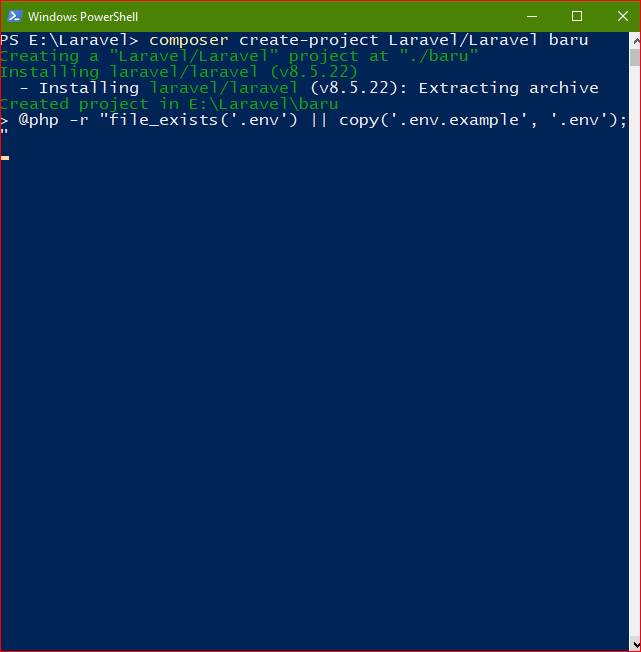 Windows PowerShell
PS E:\Laravel> composer create-project Laravel/Laravel baru
Creating a "Laravel/Laravel" project at "./baru"
Installing laravel/laravel (v8.5.22)
  - Installing laravel/laravel (v8.5.22): Extracting archive
Created project in E:\Laravel\baru
> @php -r "file_exists('.env') || copy('.env.example', '.env');
"